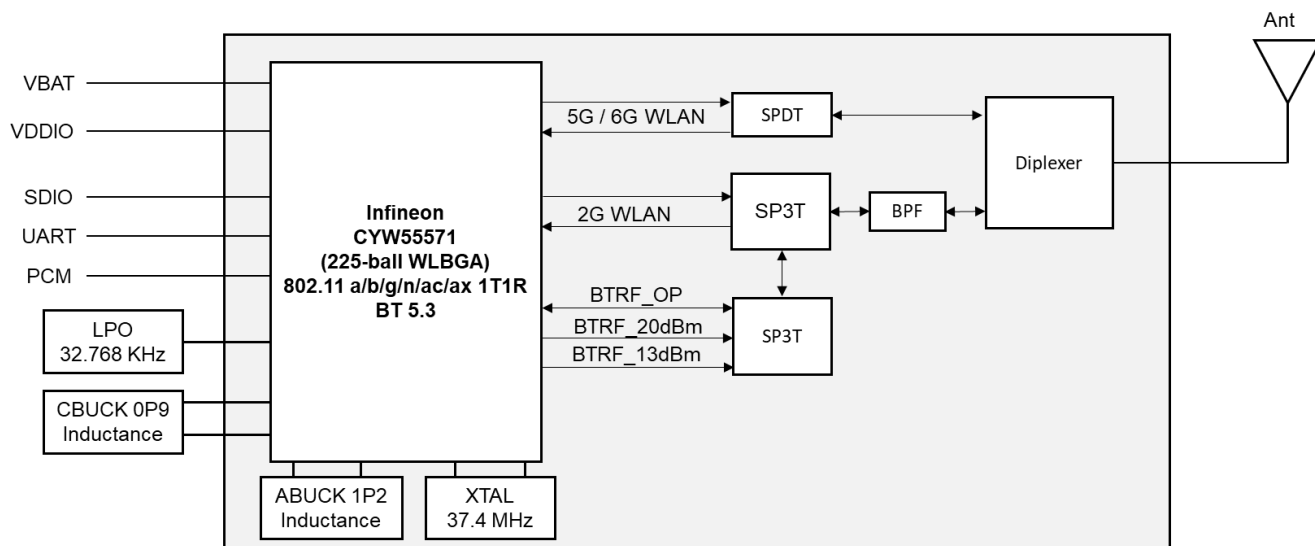 Ant
VBAT
VDDIO
SDIO
UART
PCM
LPO
32.768 KHz
CBUCK 0P9
Inductance
Infineon
CYW55571
(225-ball WLBGA)
802.11 a/b/g/n/ac/ax 1T1R
BT 5.3
ABUCK 1P2
Inductance
XTAL
37.4 MHz
5G / 6G WLAN
2G WLAN
BTRF_OP
BTRF_20dBm
BTRF_13dBm
SPDT
SP3T
SP3T
BPF
Diplexer